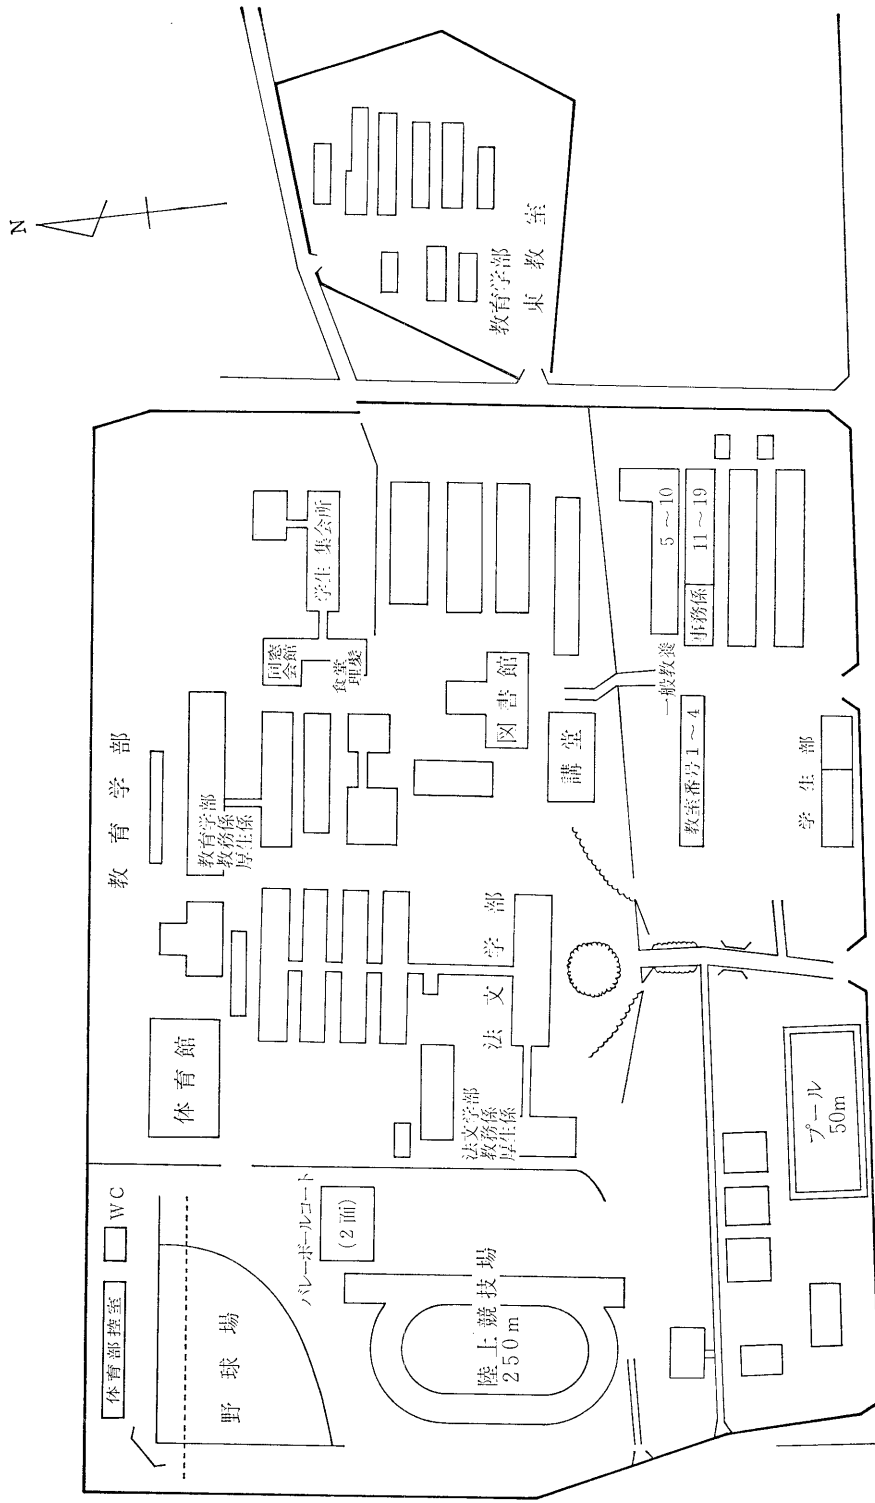 N
教育学部
東教室
教育学部
体育館
教育学部
教務係
厚生係
同窓
会館
学生集会所
食堂
理髪
図書館
講堂
法文学部
法文学部
教務係
厚生係
一般教養
5～10
11～19
事務係
教室番号1～4
学生部
プール
50m
WC
体育部控室
野球場
バレーボールコート
(2面)
陸上競技場
250m